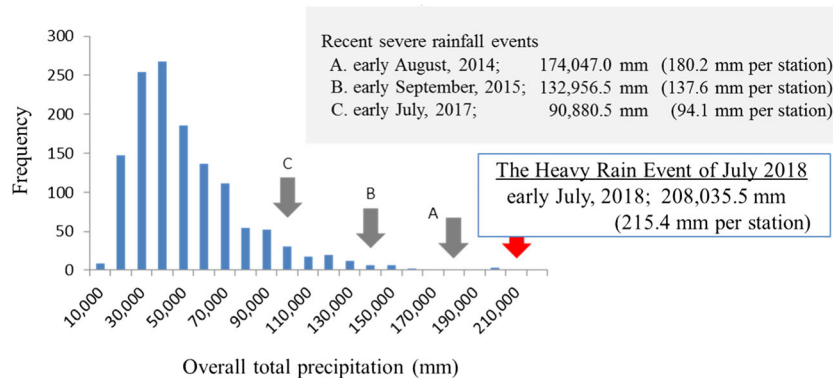 Recent severe rainfall events
A. early August, 2014; 174,047.0 mm (180.2 mm per station)
B. early September, 2015; 132,956.5 mm (137.6 mm per station)
C. early July, 2017; 90,880.5 mm (94.1 mm per station)
The Heavy Rain Event of July 2018
early July, 2018; 208,035.5 mm
(215.4 mm per station)
Frequency
300
250
200
150
100
50
0
C
B
A
10,000
30,000
50,000
70,000
90,000
110,000
130,000
150,000
170,000
190,000
210,000
Overall total precipitation (mm)